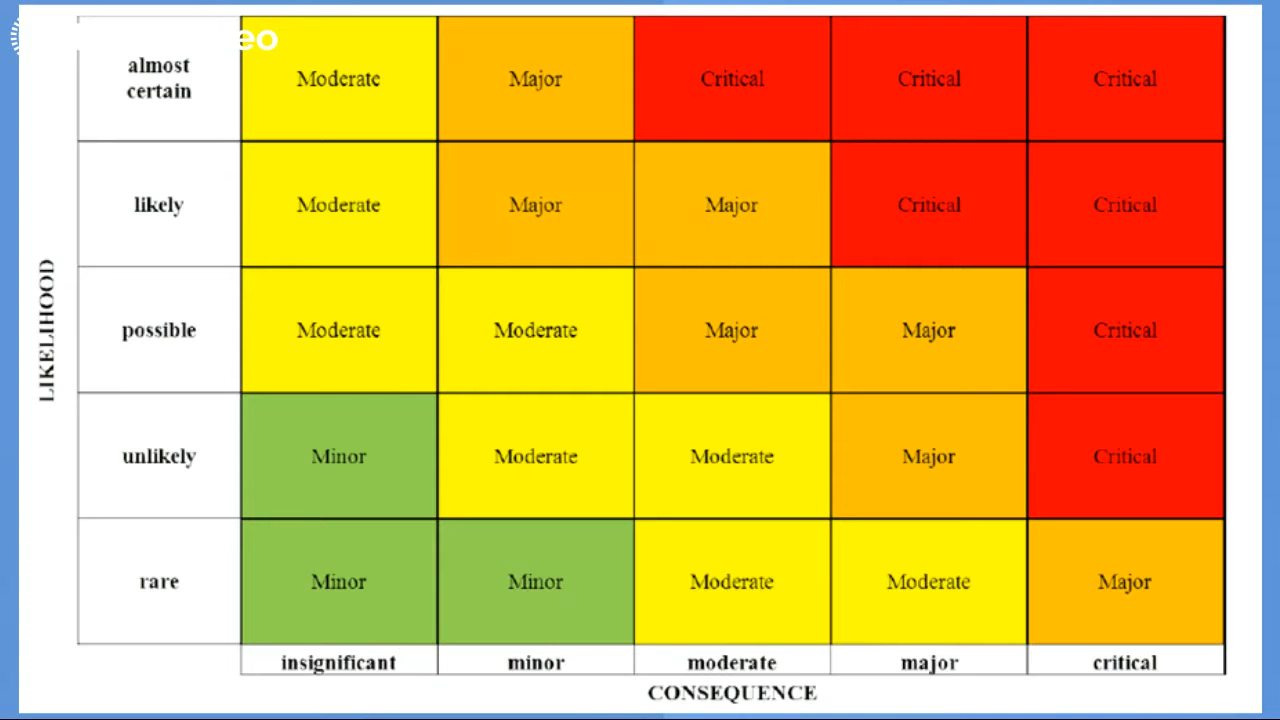 eo
almost
certain
Moderate Major Critical Critical Critical
likely Moderate Major Major Critical Critical
LIKELIHOOD
possible Moderate Moderate Major Major Critical
unlikely Minor Moderate Moderate Major Critical
rare Minor Minor Moderate Moderate Major
insignificant minor moderate major critical
CONSEQUENCE